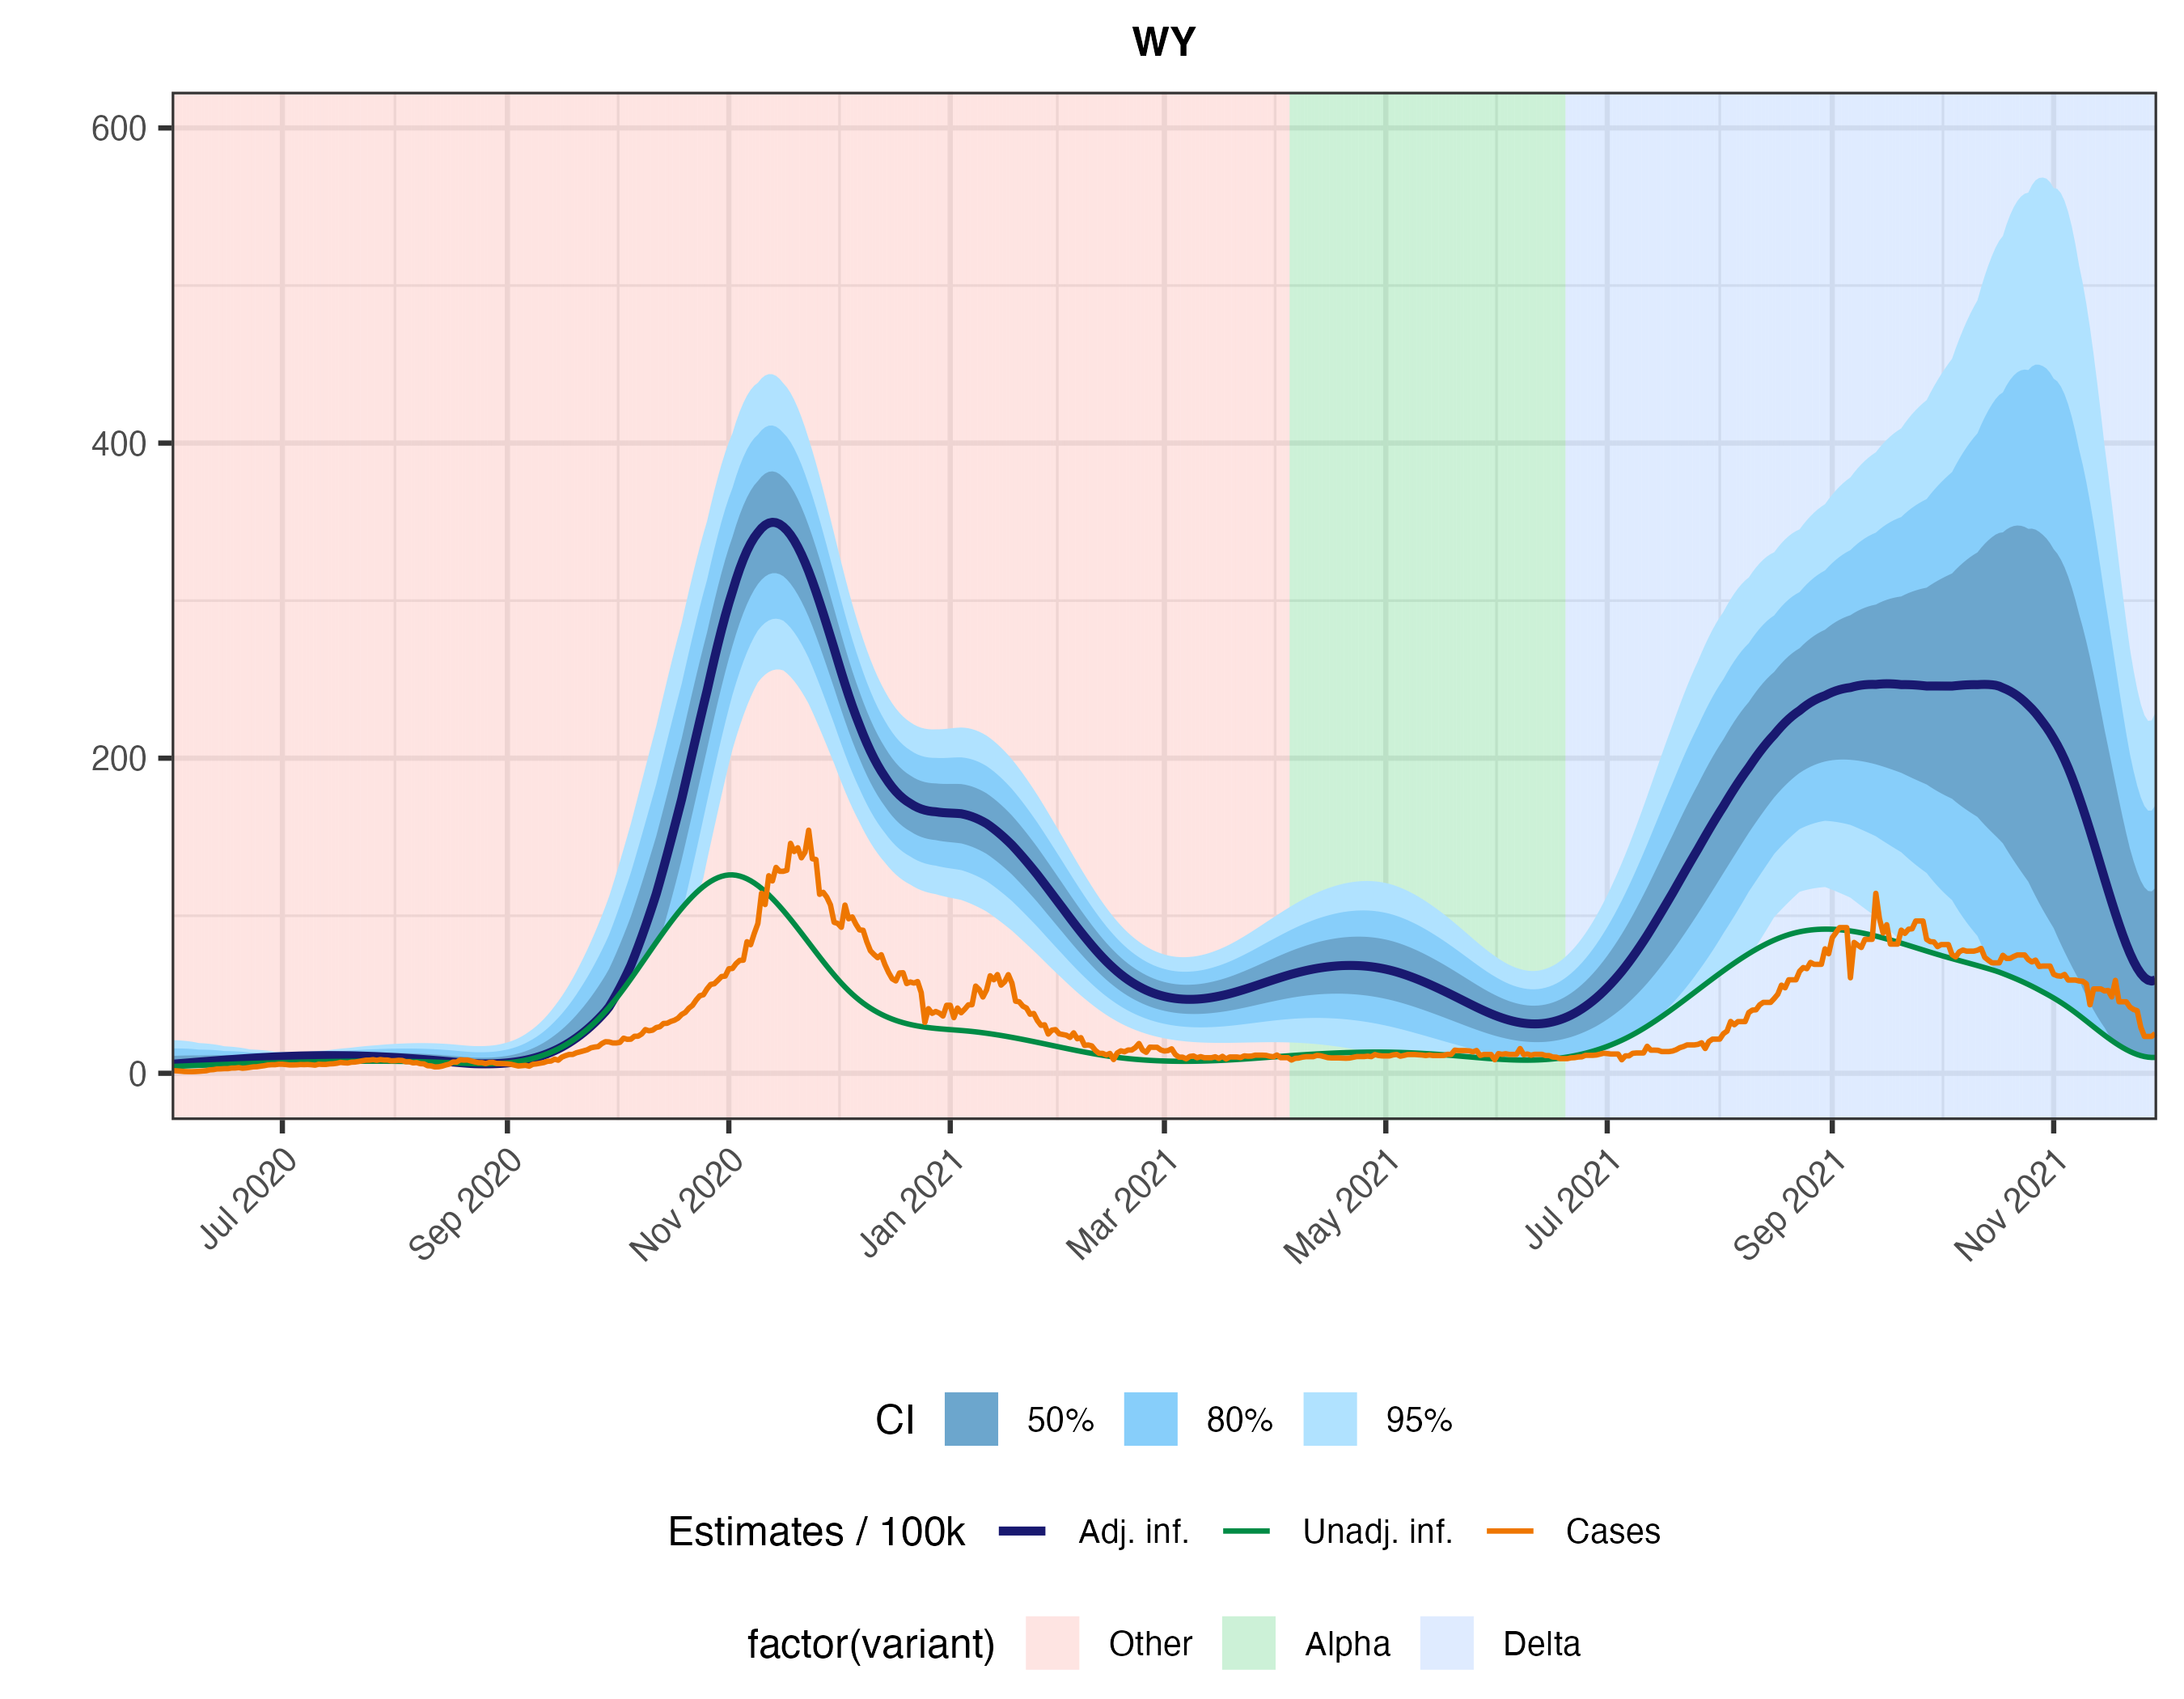 WY
600
400
200
0
Jul 2020
Sep 2020
Nov 2020
Jan 2021
Mar 2021
May 2021
Jul 2021
Sep 2021
Nov 2021
CI 50% 80% 95%
Estimates / 100k Adj. inf. Unadj. inf. Cases
factor(variant) Other Alpha Delta